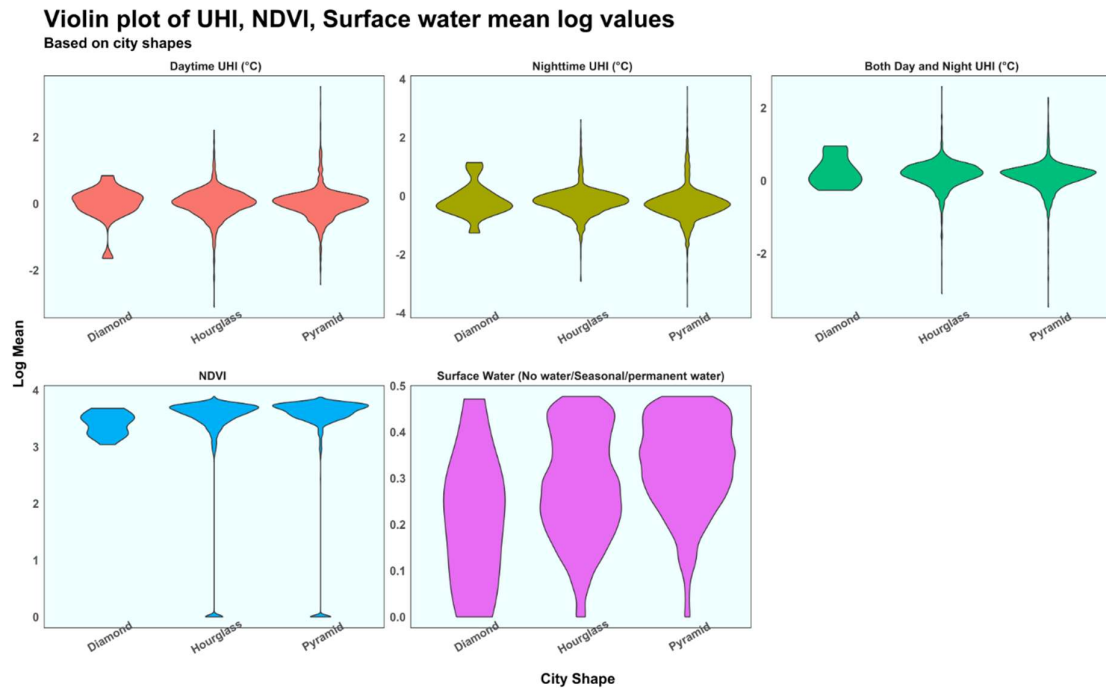 Violin plot of UHI, NDVI, Surface water mean log values
Based on city shapes
Daytime UHI (°C)
Nighttime UHI (°C)
Both Day and Night UHI (°C)
2
0
-2
4
2
0
-2
-4
2
0
-2
Diamond
Hourglass
Pyramid
Diamond
Hourglass
Pyramid
Diamond
Hourglass
Pyramid
Log Mean
NDVI
Surface Water (No water/Seasonal/permanent water)
4
3
2
1
0
0.5
0.4
0.3
0.2
0.1
0.0
Diamond
Hourglass
Pyramid
Diamond
Hourglass
Pyramid
City Shape